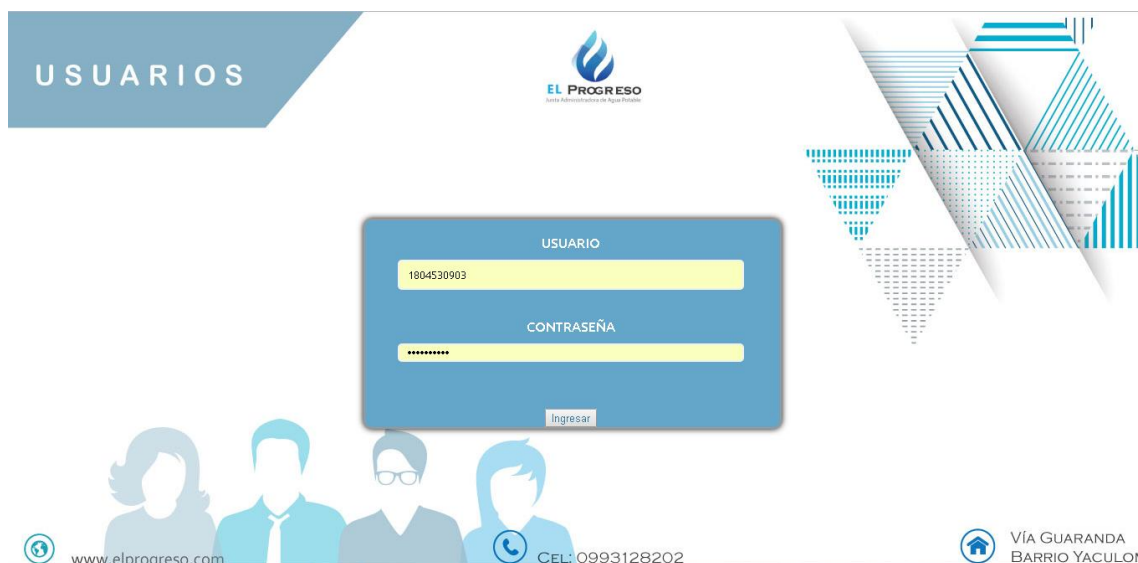 USUARIOS
EL PROGRESO
Junta Administradora de Agua Potable
USUARIO
1804530903
CONTRASEÑA
••••••••••
Ingresar
www.elprogreso.com
CEL: 0993128202
VÍA GUARANDA
BARRIO